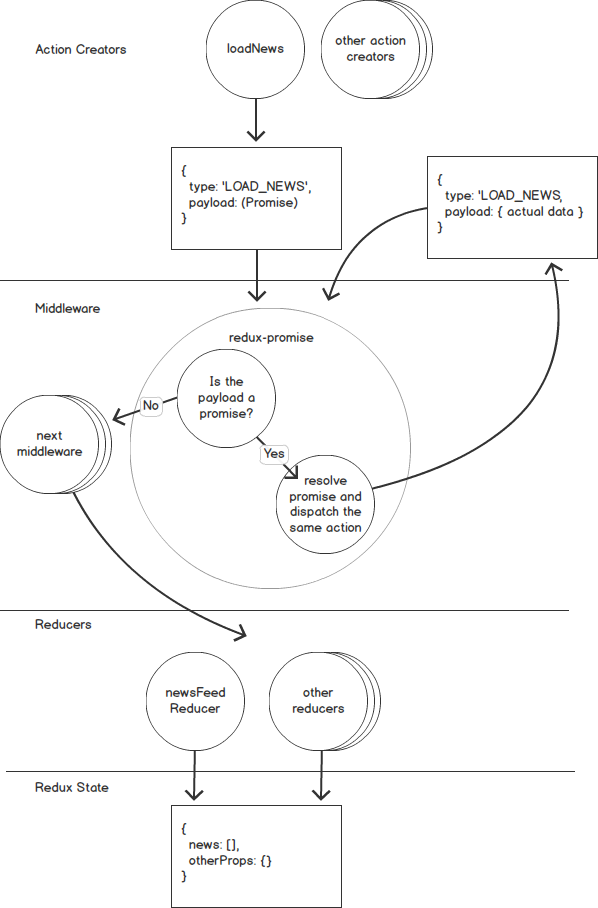 Action Creators
loadNews
other action
creators
{
type: 'LOAD_NEWS',
payload: (Promise)
}
{
type: 'LOAD_NEWS,
payload: { actual data }
}
Middleware
redux-promise
Is the
payload a
promise?
No
Yes
next
middleware
resolve
promise and
dispatch the
same action
Reducers
newsFeed
Reducer
other
reducers
Redux State
{
news: [],
otherProps: {}
}